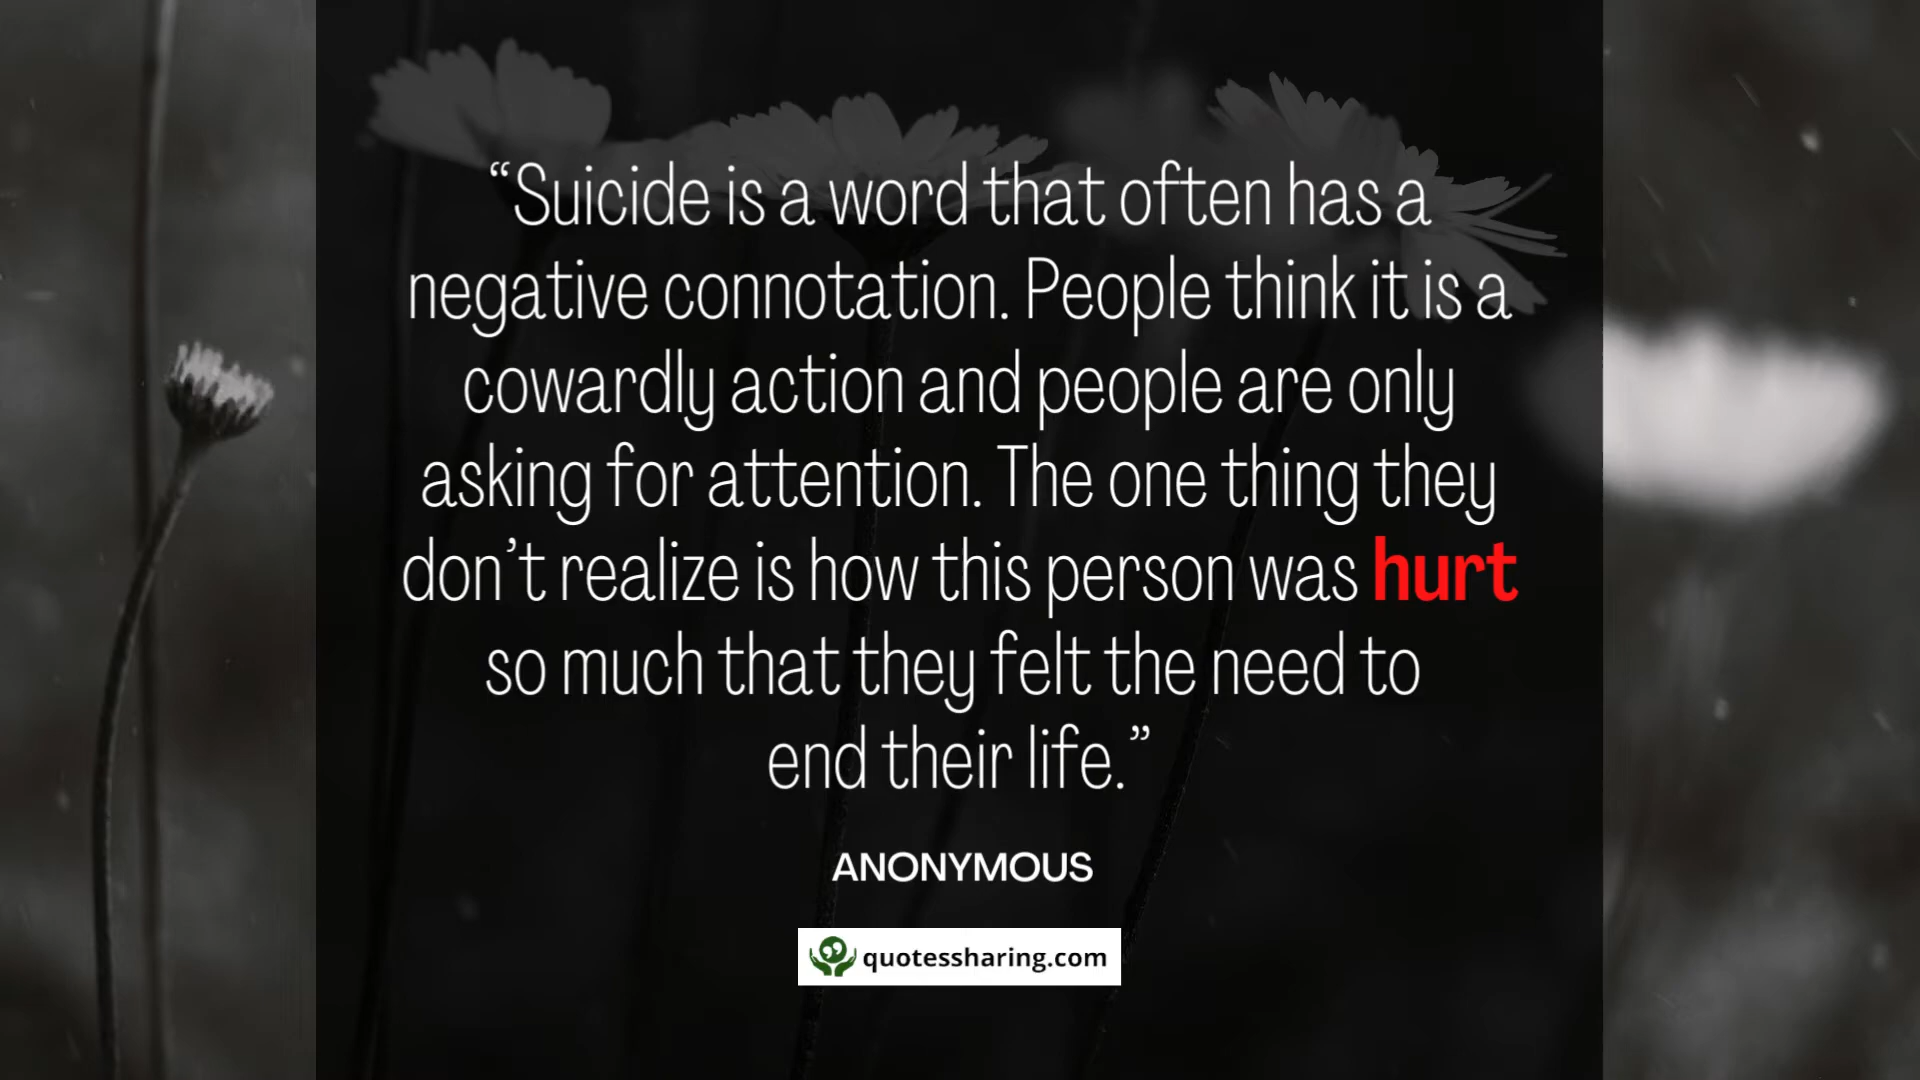 “Suicide is a word that often has a
negative connotation. People think it is a
cowardly action and people are only
asking for attention. The one thing they
don’t realize is how this person was hurt
so much that they felt the need to
end their life.”
ANONYMOUS
quotessharing.com